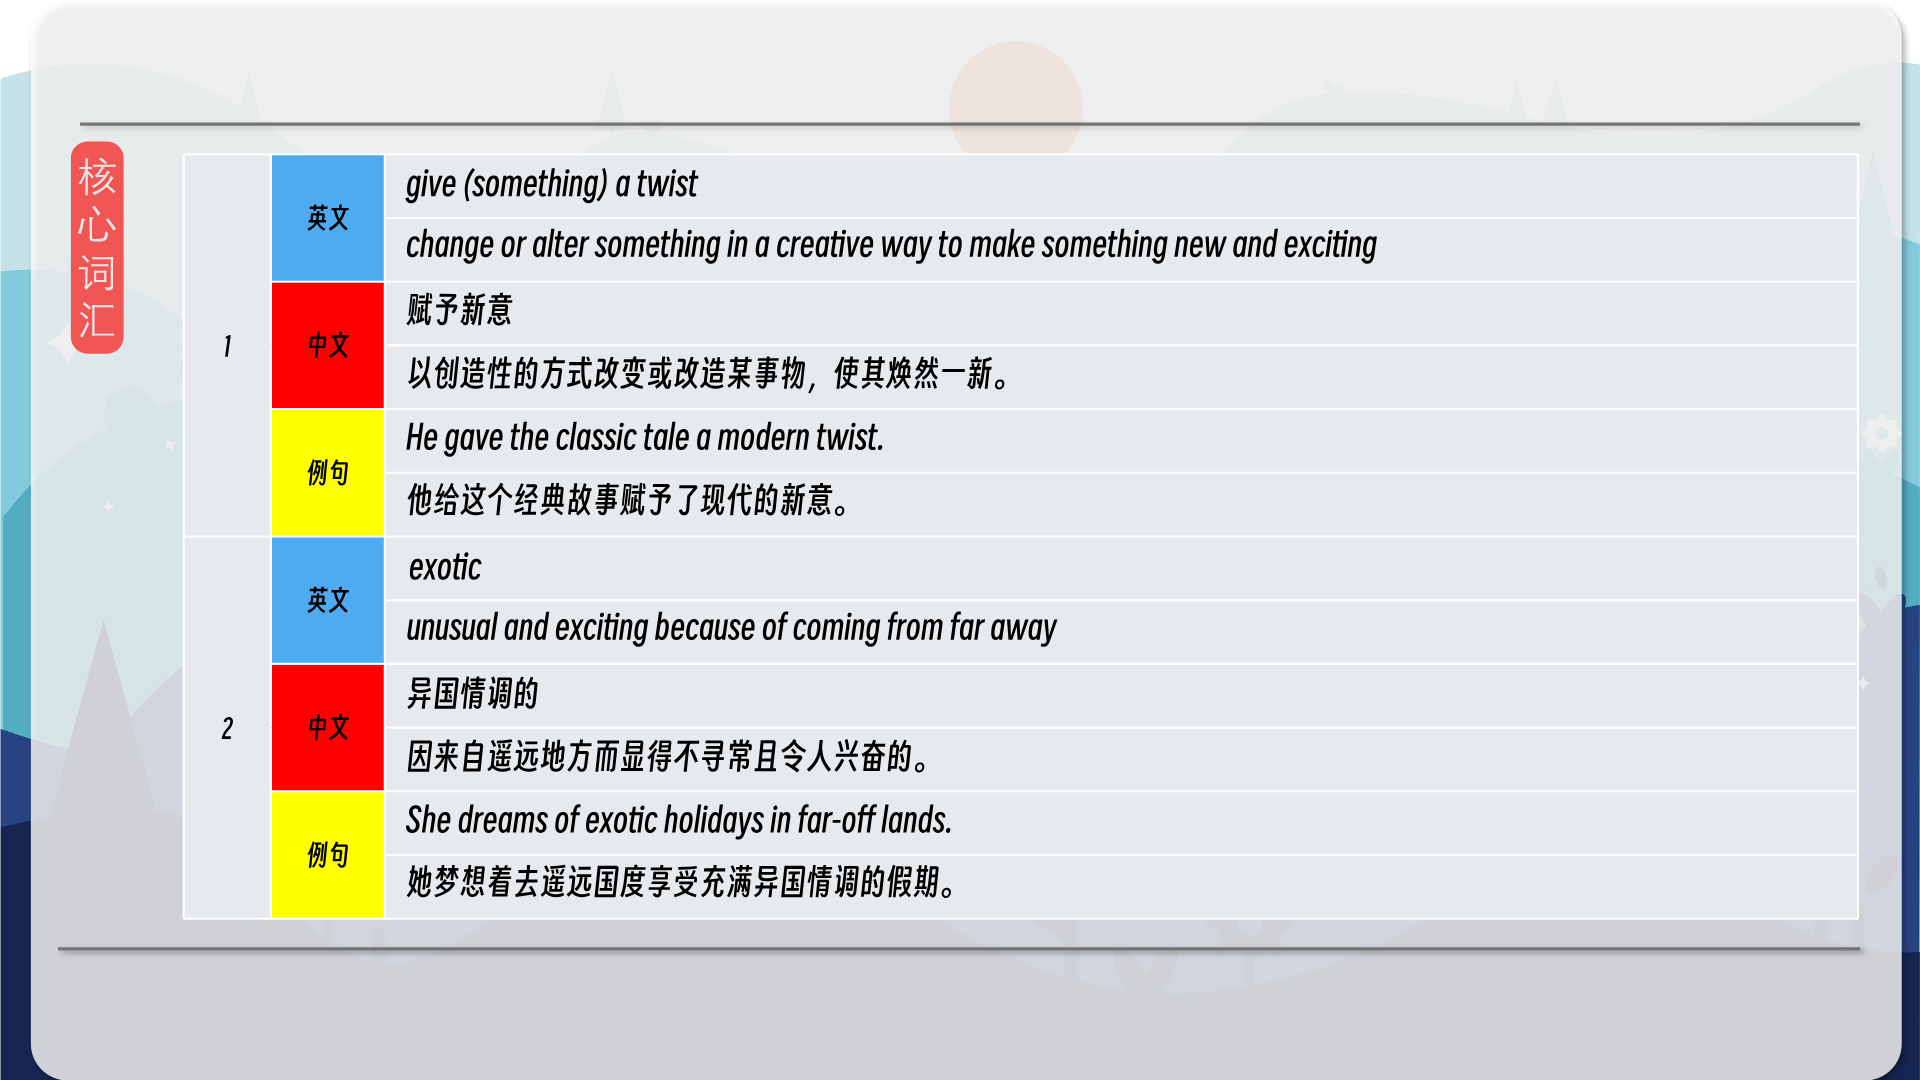 核心词汇
1
英文
give (something) a twist
change or alter something in a creative way to make something new and exciting
中文
赋予新意
以创造性的方式改变或改造某事物，使其焕然一新。
例句
He gave the classic tale a modern twist.
他给这个经典故事赋予了现代的新意。
2
英文
exotic
unusual and exciting because of coming from far away
中文
异国情调的
因来自遥远地方而显得不寻常且令人兴奋的。
例句
She dreams of exotic holidays in far-off lands.
她梦想着去遥远国度享受充满异国情调的假期。